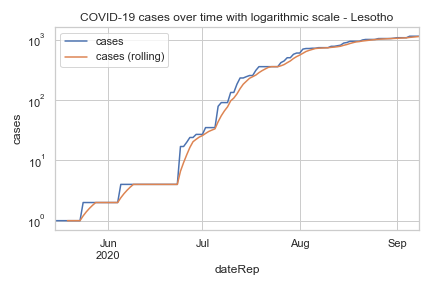 COVID-19 cases over time with logarithmic scale - Lesotho
cases
cases (rolling)
10³
10²
10¹
10⁰
cases
Jun
2020
Jul
Aug
Sep
dateRep